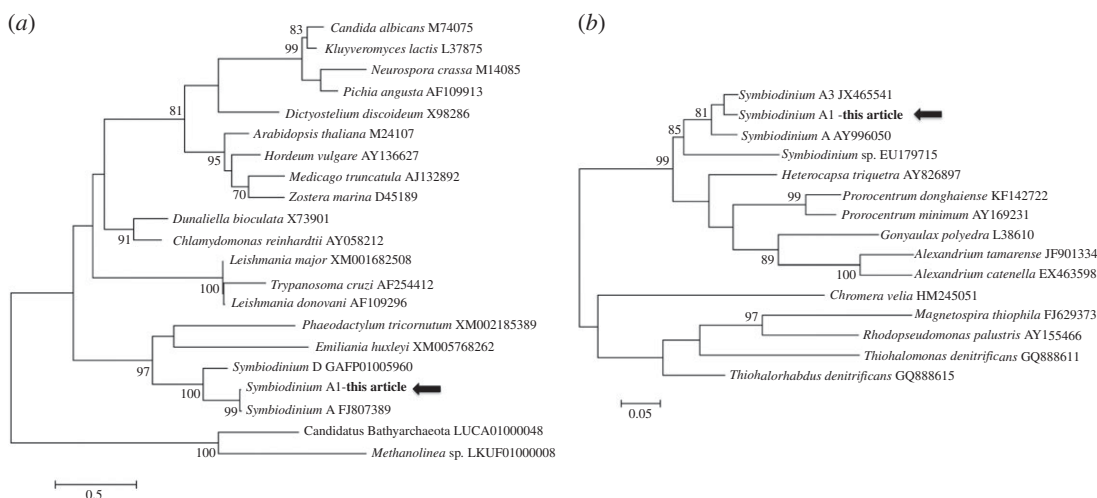 (a)
83
Candida albicans M74075
99
Kluyveromyces lactis L37875
Neurospora crassa M14085
Pichia angusta AF109913
81
Dictyostelium discoideum X98286
Arabidopsis thaliana M24107
95
Hordeum vulgare AY136627
Medicago truncatula AJ132892
70
Zostera marina D45189
Dunaliella bioculata X73901
91
Chlamydomonas reinhardtii AY058212
Leishmania major XM001682508
100
Trypanosoma cruzi AF254412
Leishmania donovani AF109296
Phaeodactylum tricornutum XM002185389
97
Emiliania huxleyi XM005768262
Symbiodinium D GAFP01005960
100
Symbiodinium A1-this article
99
Symbiodinium A FJ807389
Candidatus Bathyarchaeota LUCA01000048
100
Methanolinea sp. LKUF01000008
0.5
(b)
Symbiodinium A3 JX465541
81
Symbiodinium A1 -this article
85
Symbiodinium A AY996050
99
Symbiodinium sp. EU179715
Heterocapsa triquetra AY826897
99
Prorocentrum donghaiense KF142722
Prorocentrum minimum AY169231
Gonyaulax polyedra L38610
89
Alexandrium tamarense JF901334
100
Alexandrium catenella EX463598
Chromera velia HM245051
97
Magnetospira thiophila FJ629373
Rhodopseudomonas palustris AY155466
Thiohalomonas denitrificans GQ888611
Thiohalorhabdus denitrificans GQ888615
0.05